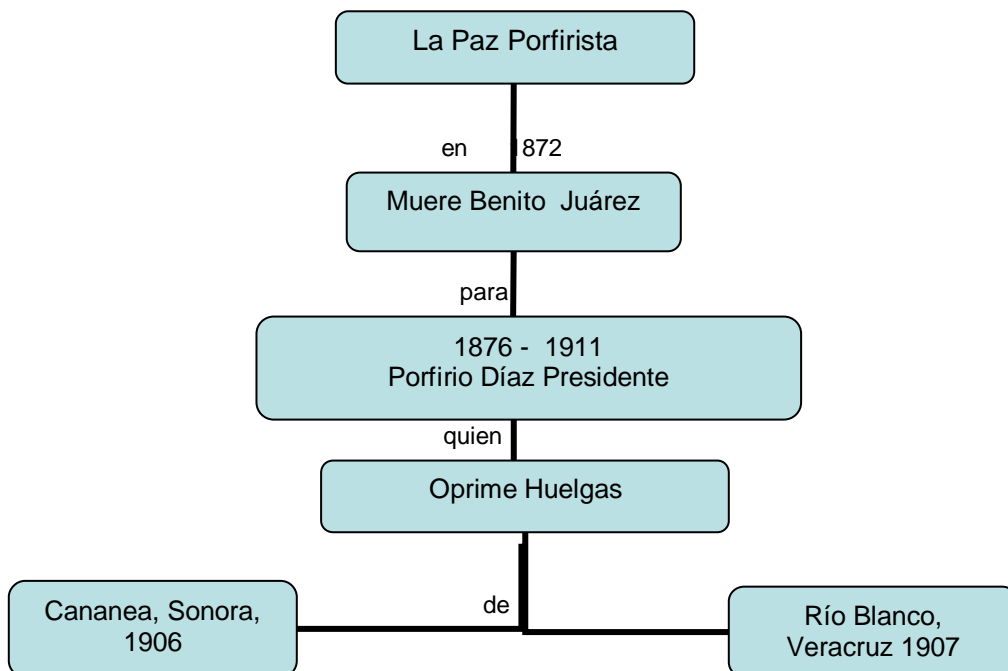 La Paz Porfirista
en 1872
Muere Benito Juárez
para
1876 - 1911
Porfirio Díaz Presidente
quien
Oprime Huelgas
de
Cananea, Sonora,
1906
Río Blanco,
Veracruz 1907